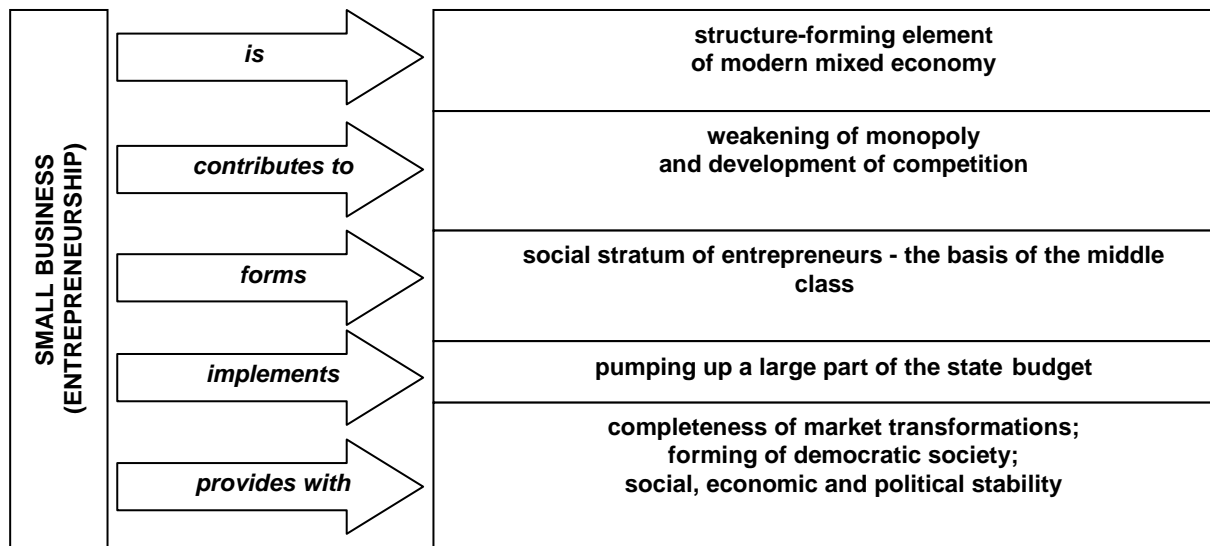 SMALL BUSINESS
(ENTREPRENEURSHIP)
is
structure-forming element
of modern mixed economy
contributes to
weakening of monopoly
and development of competition
forms
social stratum of entrepreneurs - the basis of the middle
class
implements
pumping up a large part of the state budget
provides with
completeness of market transformations;
forming of democratic society;
social, economic and political stability